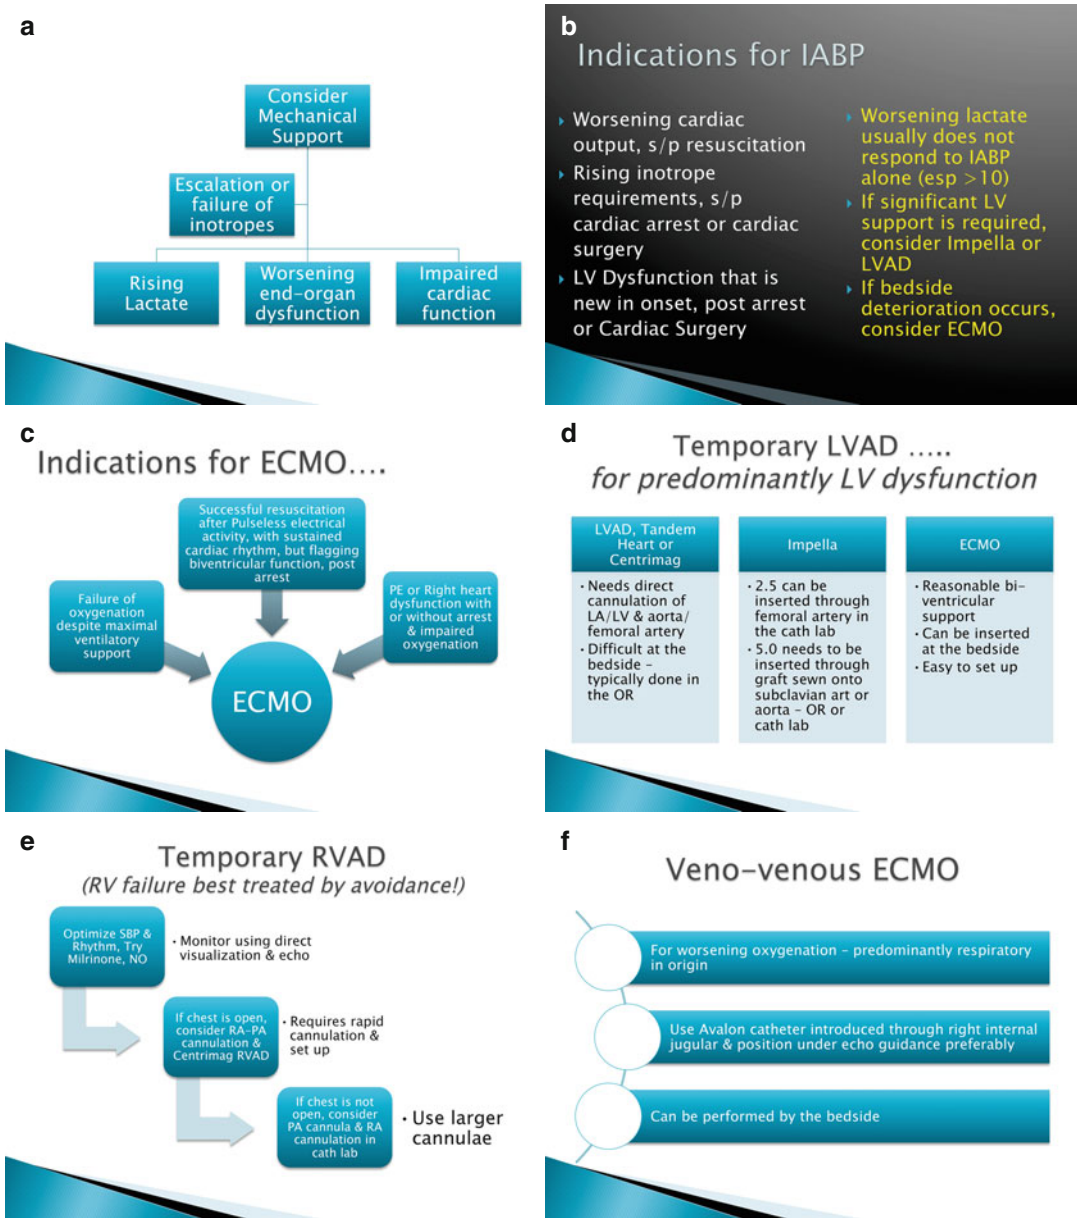 a
Consider
Mechanical
Support
Escalation or
failure of
inotropes
Rising
Lactate
Worsening
end-organ
dysfunction
Impaired
cardiac
function
b
Indications for IABP
Worsening cardiac
output, s/p resuscitation
Rising inotrope
requirements, s/p
cardiac arrest or cardiac
surgery
LV Dysfunction that is
new in onset, post arrest
or Cardiac Surgery
Worsening lactate
usually does not
respond to IABP
alone (esp >10)
If significant LV
support is required,
consider Impella or
LVAD
If bedside
deterioration occurs,
consider ECMO
c
Indications for ECMO....
Successful resuscitation
after Pulseless electrical
activity, with sustained
cardiac rhythm, but flagging
biventricular function, post
arrest
Failure of
oxygenation
despite maximal
ventilatory
support
PE or Right heart
dysfunction with
or without arrest
& impaired
oxygenation
ECMO
d
Temporary LVAD .....
for predominantly LV dysfunction
LVAD, Tandem
Heart or
Centrimag
• Needs direct
cannulation of
LA/LV & aorta/
femoral artery
• Difficult at the
bedside –
typically done in
the OR
Impella
• 2.5 can be
inserted through
femoral artery in
the cath lab
• 5.0 needs to be
inserted through
graft sewn onto
subclavian art or
aorta – OR or
cath lab
ECMO
• Reasonable bi-
ventricular
support
• Can be inserted
at the bedside
• Easy to set up
e
Temporary RVAD
(RV failure best treated by avoidance!)
Optimize SBP &
Rhythm, Try
Milrinone, NO
• Monitor using direct
visualization & echo
If chest is open,
consider RA–PA
cannulation &
Centrimag RVAD
• Requires rapid
cannulation &
set up
If chest is not
open, consider
PA cannula & RA
cannulation in
cath lab
• Use larger
cannulae
f
Veno-venous ECMO
For worsening oxygenation – predominantly respiratory
in origin
Use Avalon catheter introduced through right internal
jugular & position under echo guidance preferably
Can be performed by the bedside